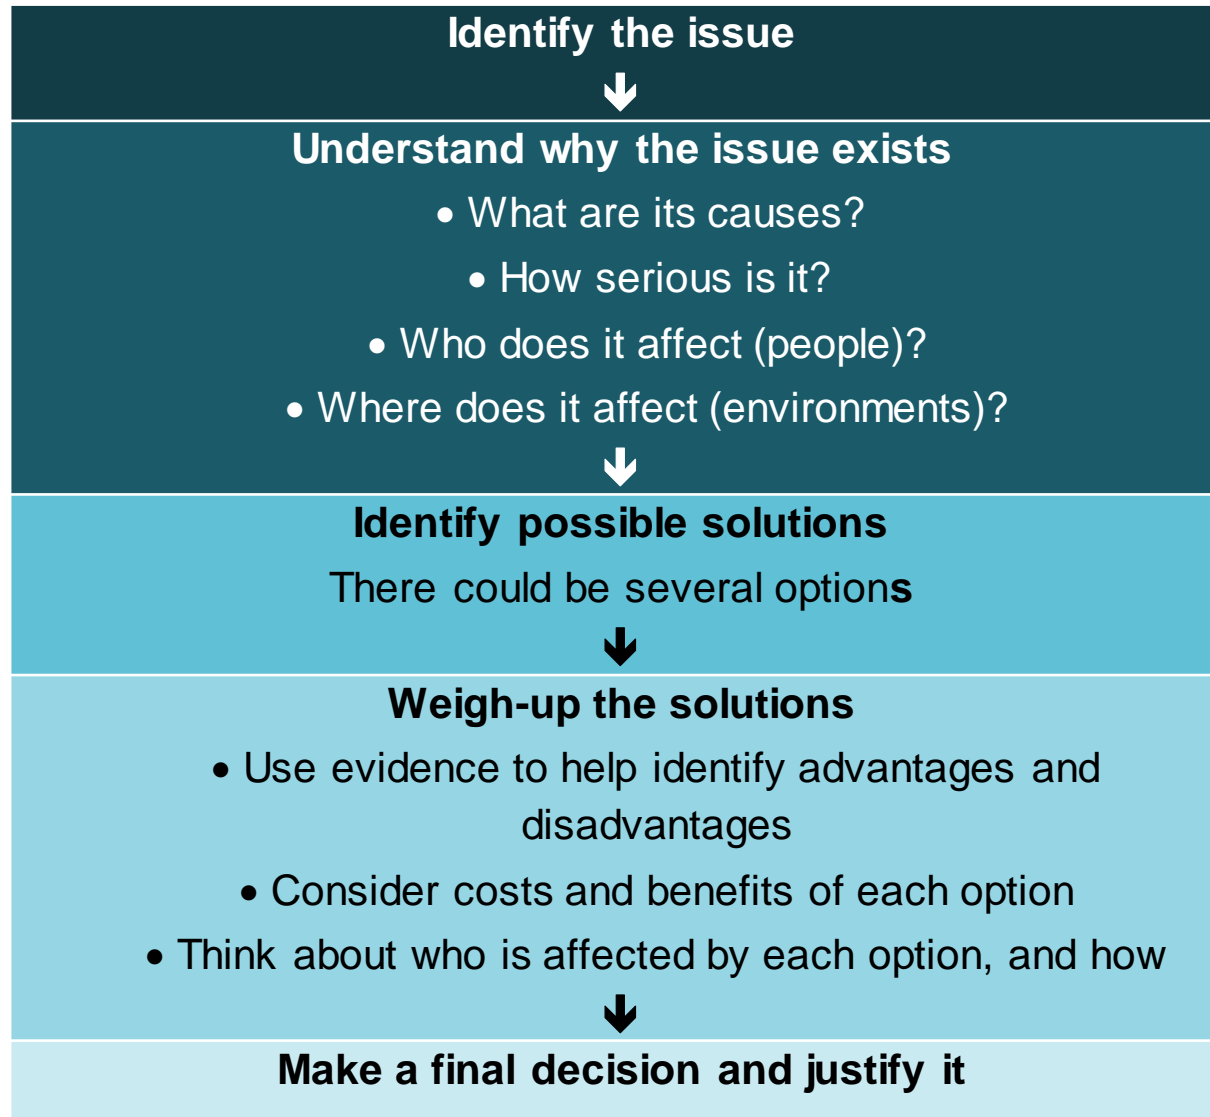 Identify the issue
🡻
Understand why the issue exists
• What are its causes?
• How serious is it?
• Who does it affect (people)?
• Where does it affect (environments)?
🡻
Identify possible solutions
There could be several options
🡻
Weigh-up the solutions
• Use evidence to help identify advantages and
disadvantages
• Consider costs and benefits of each option
• Think about who is affected by each option, and how
🡻
Make a final decision and justify it